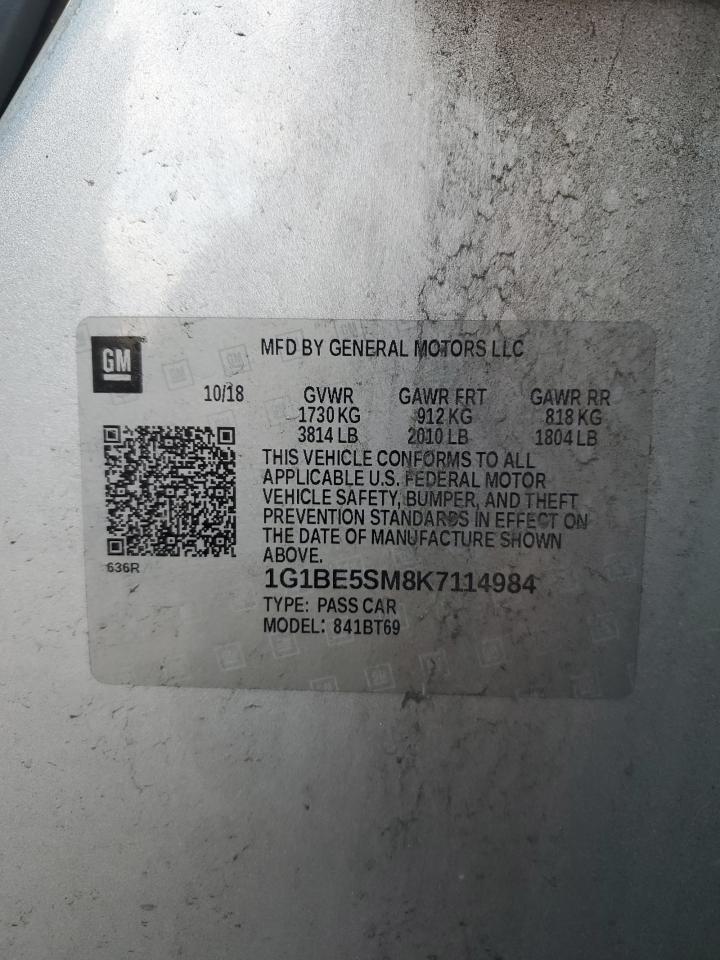 GM
MFD BY GENERAL MOTORS LLC
10/18 GVWR GAWR FRT GAWR RR
1730 KG 912 KG 818 KG
3814 LB 2010 LB 1804 LB
THIS VEHICLE CONFORMS TO ALL
APPLICABLE U.S. FEDERAL MOTOR
VEHICLE SAFETY, BUMPER, AND THEFT
PREVENTION STANDARDS IN EFFECT ON
THE DATE OF MANUFACTURE SHOWN
ABOVE.
636R
1G1BE5SM8K7114984
TYPE: PASS CAR
MODEL: 841BT69